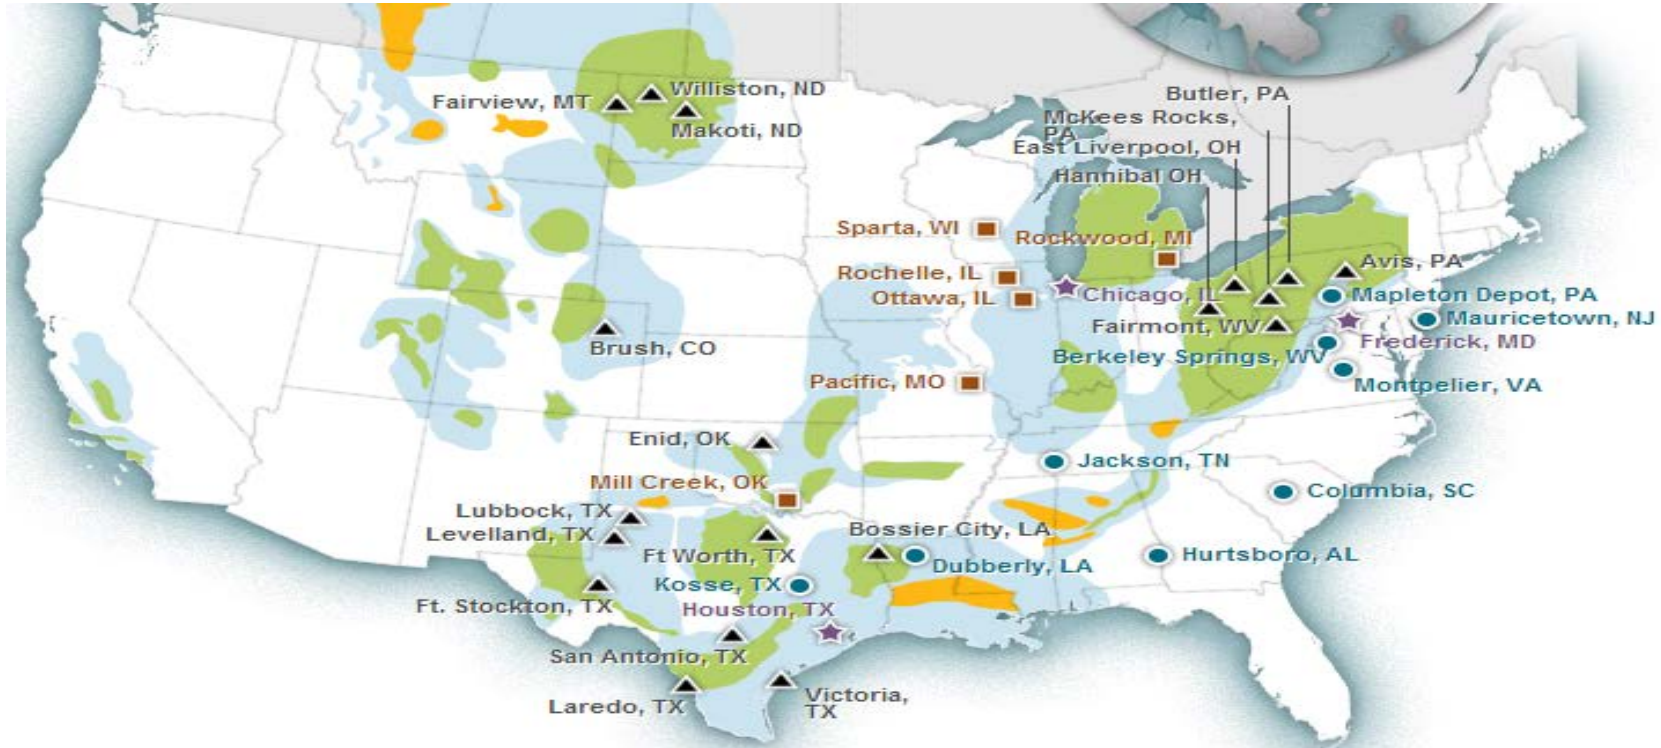 Williston, ND
Fairview, MT
Makoti, ND
Butler, PA
McKees Rocks,
PA
East Liverpool, OH
Hannibal OH
Sparta, WI
Rockwood, MI
Rochelle, IL
Ottawa, IL
Chicago, IL
Avis, PA
Mapleton Depot, PA
Mauricetown, NJ
Fairmont, WV
Frederick, MD
Brush, CO
Berkeley Springs, WV
Pacific, MO
Montpelier, VA
Enid, OK
Jackson, TN
Mill Creek, OK
Columbia, SC
Lubbock, TX
Levelland, TX
Ft Worth, TX
Bossier City, LA
Dubberly, LA
Hurtsboro, AL
Kosse, TX
Ft. Stockton, TX
Houston, TX
San Antonio, TX
Laredo, TX
Victoria,
TX